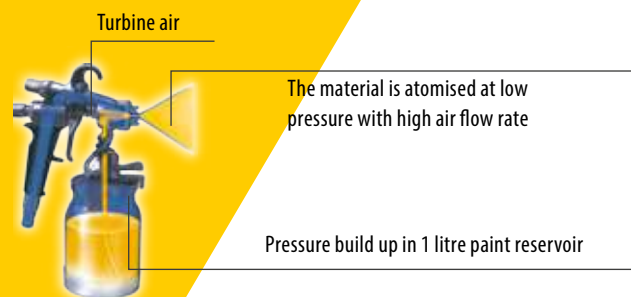 Turbine air
The material is atomised at low
pressure with high air flow rate
Pressure build up in 1 litre paint reservoir